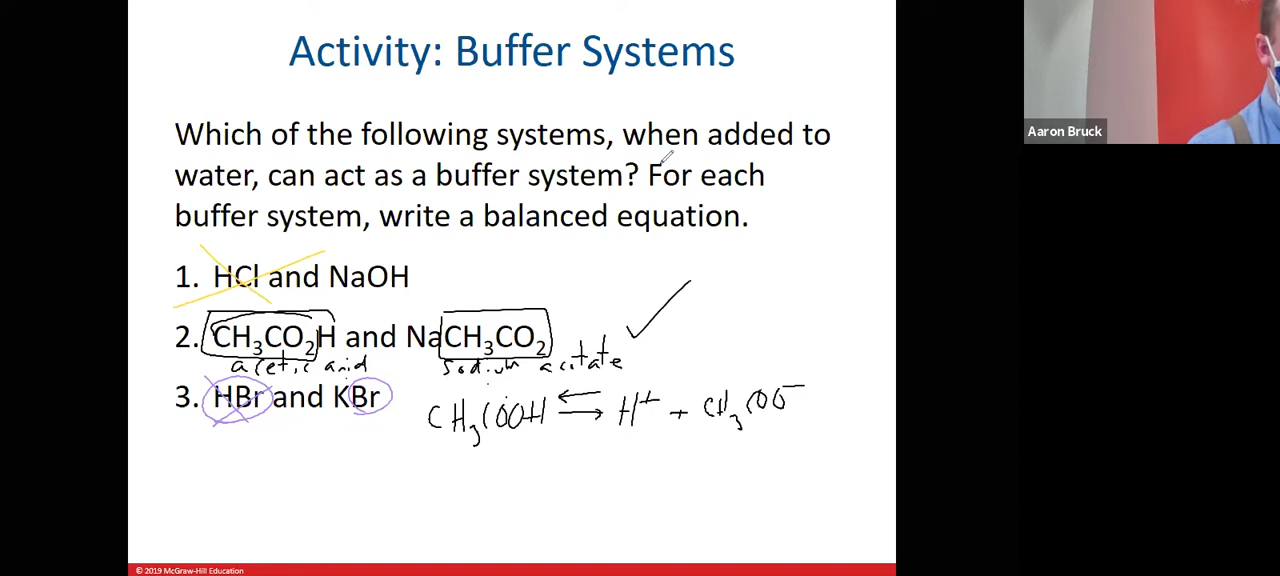 Activity: Buffer Systems
Aaron Bruck
Which of the following systems, when added to
water, can act as a buffer system? For each
buffer system, write a balanced equation.
1. HCl and NaOH
2. CH₃CO₂H and NaCH₃CO₂
acetic acid sodium acetate
3. HBr and KBr
CH₃COOH ⇌ H⁺ + CH₃COO⁻
© 2019 McGraw-Hill Education